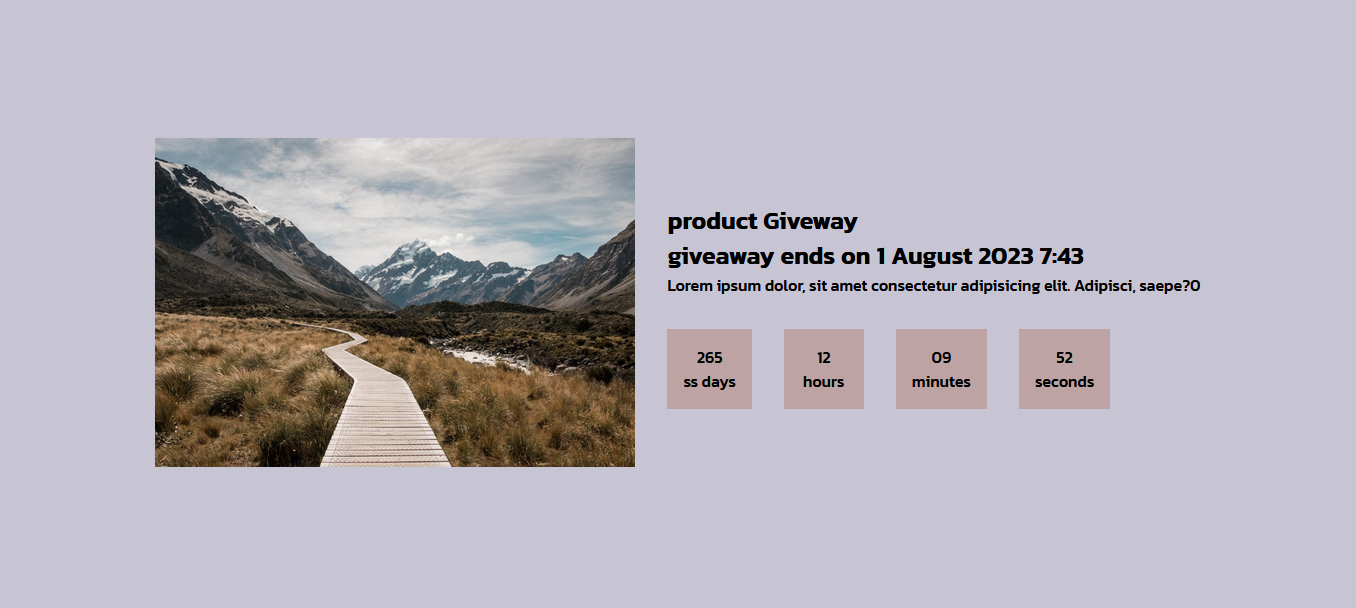 product Giveway
giveaway ends on 1 August 2023 7:43
Lorem ipsum dolor, sit amet consectetur adipisicing elit. Adipisci, saepe?0
265 12 09 52
ss days hours minutes seconds